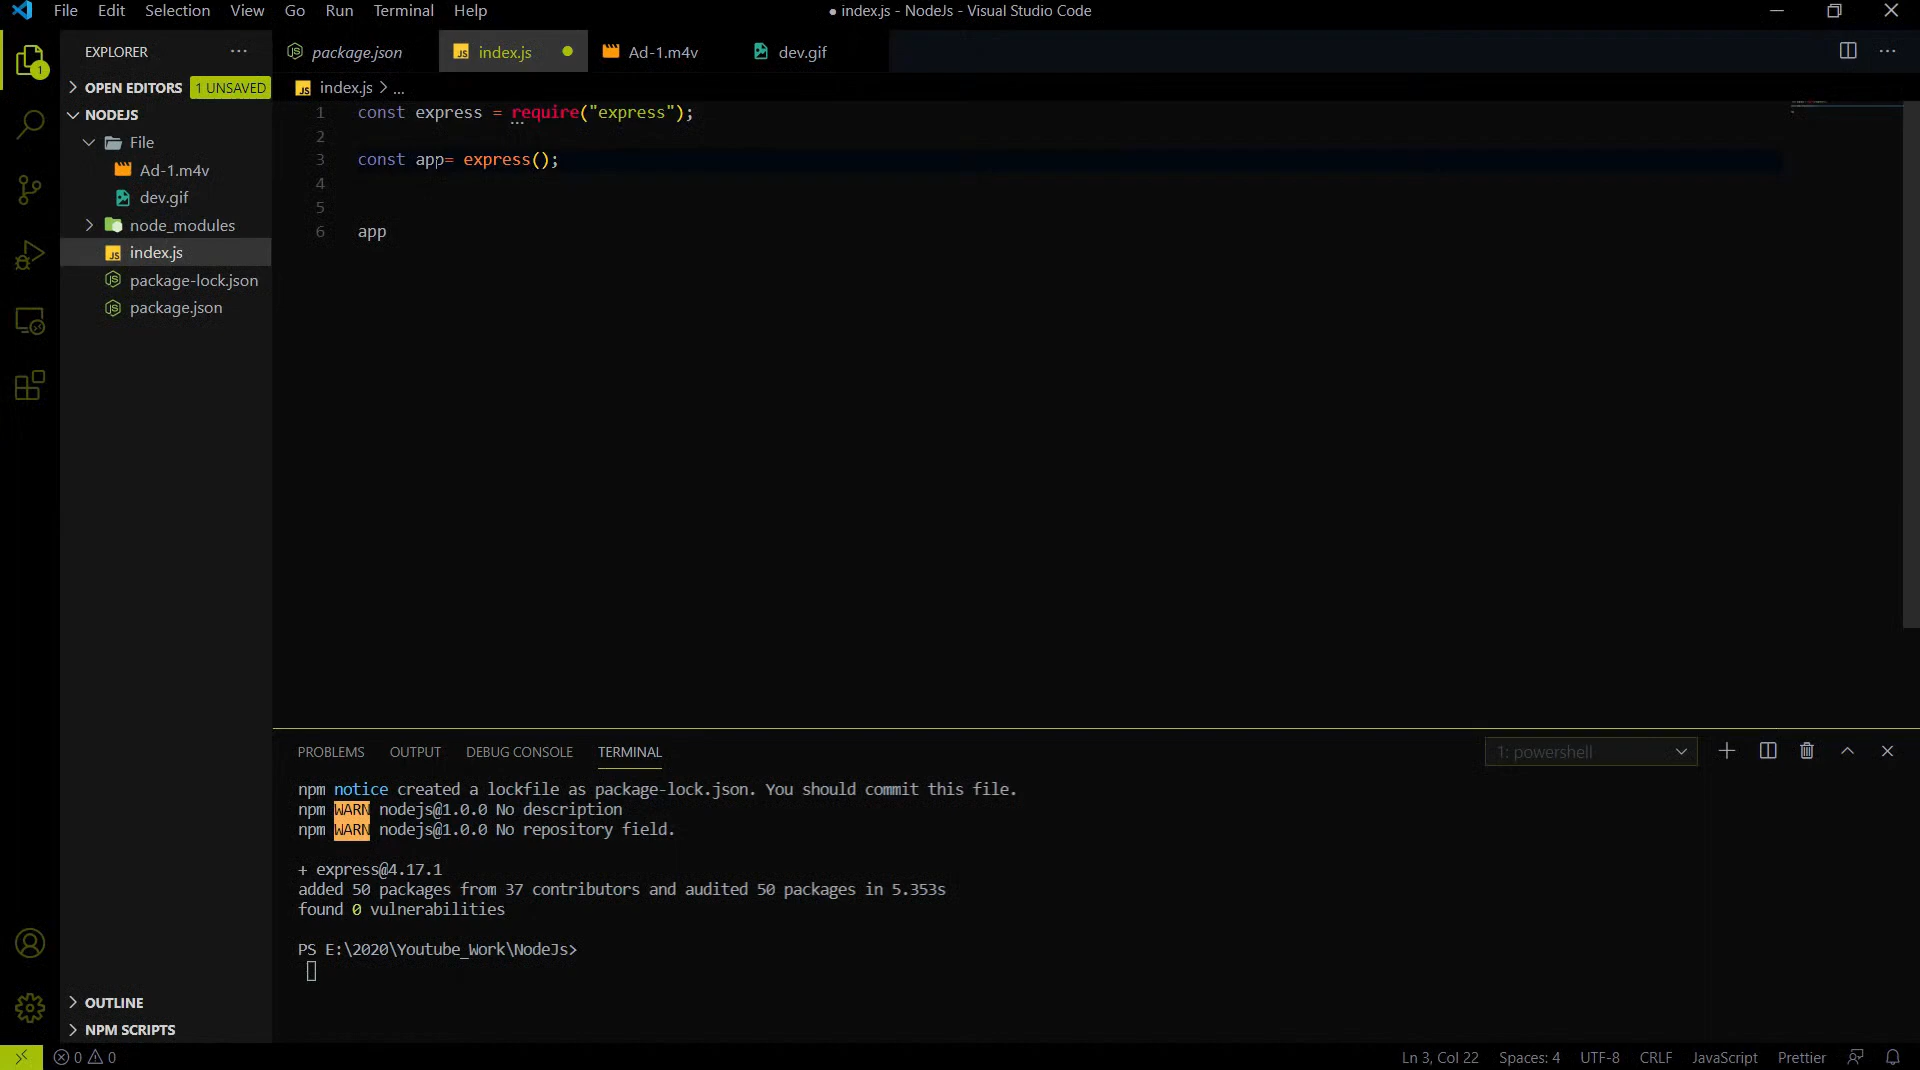 File Edit Selection View Go Run Terminal Help
● index.js - NodeJs - Visual Studio Code
1
EXPLORER
OPEN EDITORS 1 UNSAVED
NODEJS
File
Ad-1.m4v
dev.gif
node_modules
index.js
package-lock.json
package.json
OUTLINE
NPM SCRIPTS
package.json index.js Ad-1.m4v dev.gif
index.js > ...
1 const express = require("express");
2
3 const app= express();
4
5
6 app
PROBLEMS OUTPUT DEBUG CONSOLE TERMINAL
1: powershell
npm notice created a lockfile as package-lock.json. You should commit this file.
npm WARN nodejs@1.0.0 No description
npm WARN nodejs@1.0.0 No repository field.
+ express@4.17.1
added 50 packages from 37 contributors and audited 50 packages in 5.353s
found 0 vulnerabilities
PS E:\2020\Youtube_Work\NodeJs>
0 0
Ln 3, Col 22 Spaces: 4 UTF-8 CRLF JavaScript Prettier